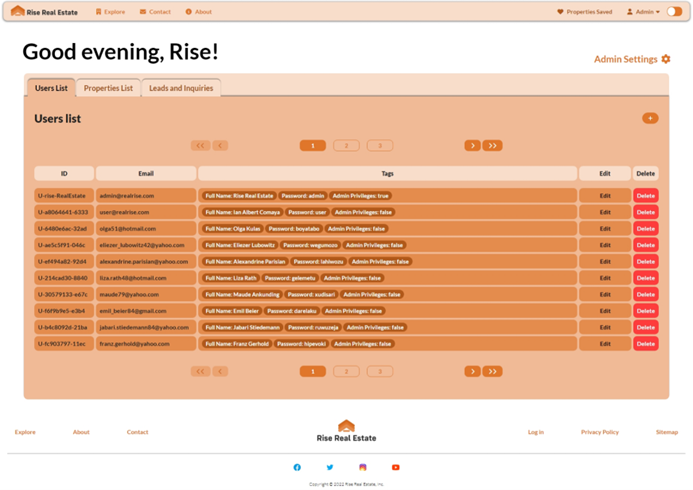 Rise Real Estate Explore Contact About Properties Saved Admin
Good evening, Rise!
Admin Settings
Users List Properties List Leads and Inquiries
Users list
+
<< < 1 2 3 > >>
ID Email Tags Edit Delete
U-rise-RealEstate admin@realrise.com Full Name: Rise Real Estate Password: admin Admin Privileges: true Edit Delete
U-a8064641-6333 user@realrise.com Full Name: Ian Albert Comaya Password: user Admin Privileges: false Edit Delete
U-6480e6ac-32ad olga51@hotmail.com Full Name: Olga Kulas Password: boyatabo Admin Privileges: false Edit Delete
U-ae5c5f91-046c eliezer_lubowitz42@yahoo.com Full Name: Eliezer Lubowitz Password: wegumozo Admin Privileges: false Edit Delete
U-ef494a82-92d4 alexandrine.parisian@yahoo.com Full Name: Alexandrine Parisian Password: lahiwozu Admin Privileges: false Edit Delete
U-214cad30-8840 liza.rath48@hotmail.com Full Name: Liza Rath Password: gelemetu Admin Privileges: false Edit Delete
U-30579133-e67c maude79@yahoo.com Full Name: Maude Ankunding Password: xudisari Admin Privileges: false Edit Delete
U-f6f9b9e5-e3b4 emil_beier84@gmail.com Full Name: Emil Beier Password: darelaku Admin Privileges: false Edit Delete
U-b4c8092d-21ba jabari.stiedemann84@yahoo.com Full Name: Jabari Stiedemann Password: ruwuzeja Admin Privileges: false Edit Delete
U-fc903797-11ec franz.gerhold@yahoo.com Full Name: Franz Gerhold Password: hipevoki Admin Privileges: false Edit Delete
<< < 1 2 3 > >>
Explore About Contact Rise Real Estate Log In Privacy Policy Sitemap
Copyright © 2022 Rise Real Estate, Inc.